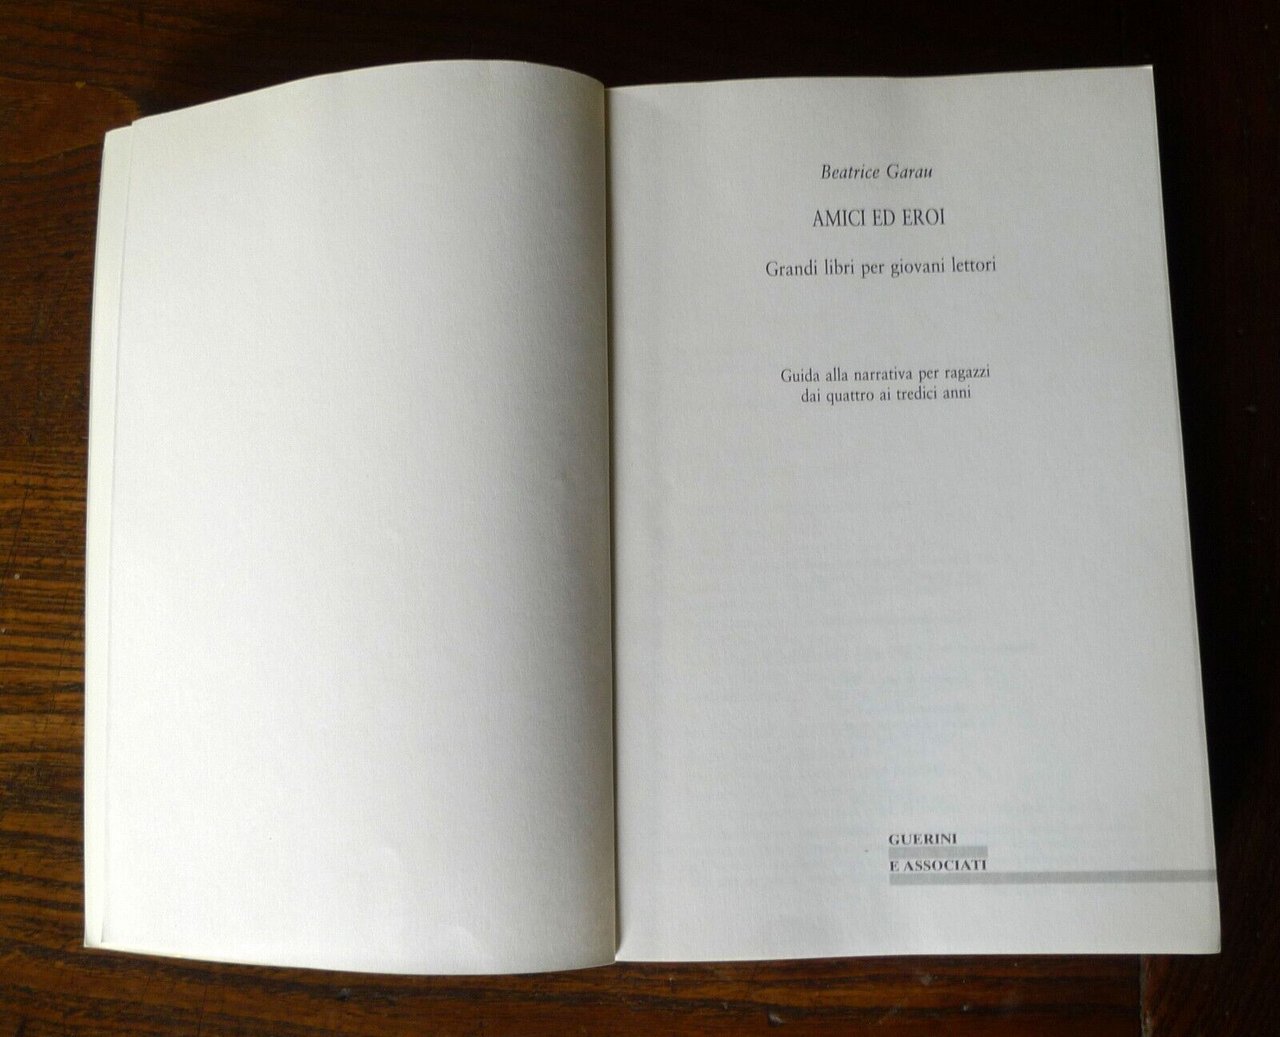 Beatrice Garau
AMICI ED EROI
Grandi libri per giovani lettori
Guida alla narrativa per ragazzi
dai quattro ai tredici anni
GUERINI
E ASSOCIATI